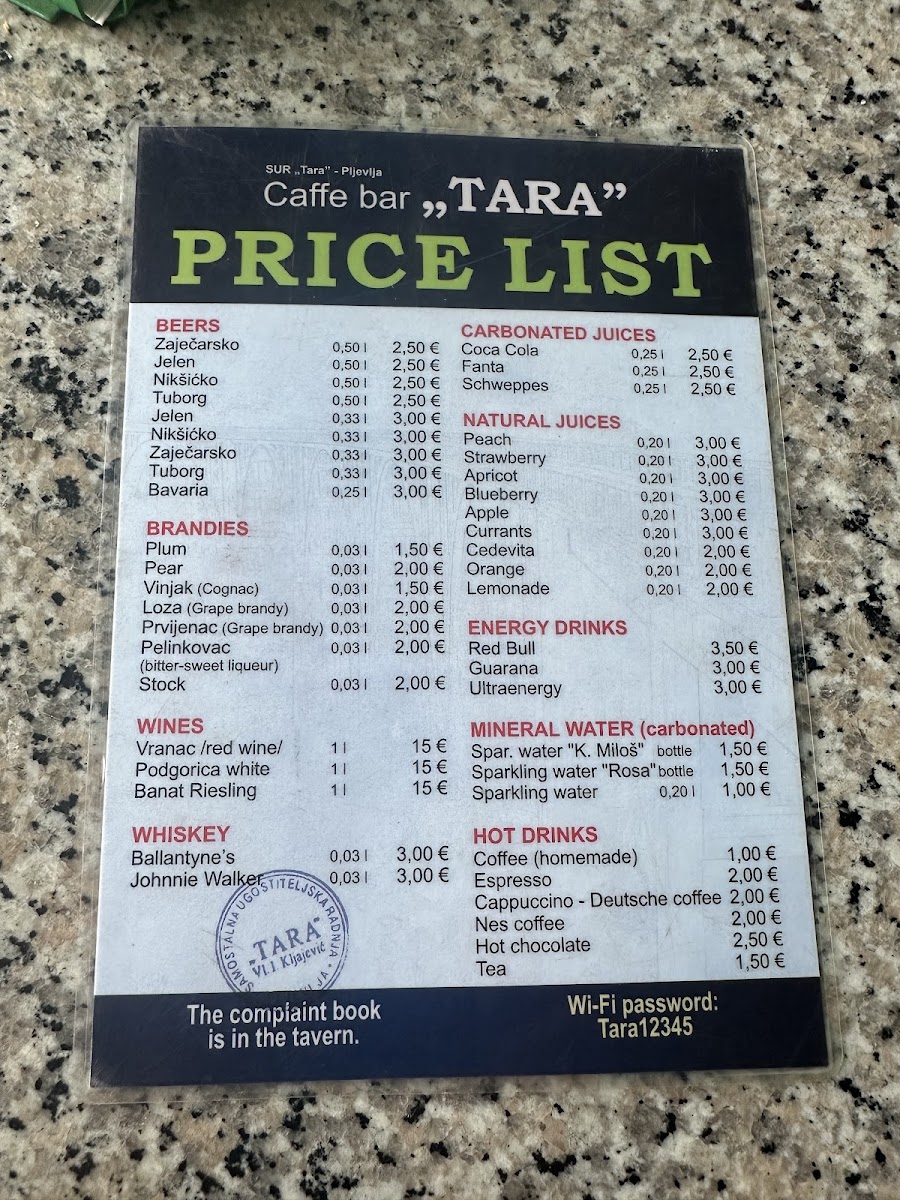 SUR „Tara” - Pljevlja
Caffe bar „TARA”
PRICE LIST
BEERS
Zaječarsko 0,50 l 2,50 €
Jelen 0,50 l 2,50 €
Nikšićko 0,50 l 2,50 €
Tuborg 0,50 l 2,50 €
Jelen 0,33 l 3,00 €
Nikšićko 0,33 l 3,00 €
Zaječarsko 0,33 l 3,00 €
Tuborg 0,33 l 3,00 €
Bavaria 0,25 l 3,00 €
BRANDIES
Plum 0,03 l 1,50 €
Pear 0,03 l 2,00 €
Vinjak (Cognac) 0,03 l 1,50 €
Loza (Grape brandy) 0,03 l 2,00 €
Prvijenac (Grape brandy) 0,03 l 2,00 €
Pelinkovac 0,03 l 2,00 €
(bitter-sweet liqueur)
Stock 0,03 l 2,00 €
WINES
Vranac /red wine/ 1 l 15 €
Podgorica white 1 l 15 €
Banat Riesling 1 l 15 €
WHISKEY
Ballantyne’s 0,03 l 3,00 €
Johnnie Walker 0,03 l 3,00 €
SAMOSTALNA UGOSTITELJSKA RADNJA
„TARA”
Vl. I Kljajević
CARBONATED JUICES
Coca Cola 0,25 l 2,50 €
Fanta 0,25 l 2,50 €
Schweppes 0,25 l 2,50 €
NATURAL JUICES
Peach 0,20 l 3,00 €
Strawberry 0,20 l 3,00 €
Apricot 0,20 l 3,00 €
Blueberry 0,20 l 3,00 €
Apple 0,20 l 3,00 €
Currants 0,20 l 3,00 €
Cedevita 0,20 l 2,00 €
Orange 0,20 l 2,00 €
Lemonade 0,20 l 2,00 €
ENERGY DRINKS
Red Bull 3,50 €
Guarana 3,00 €
Ultraenergy 3,00 €
MINERAL WATER (carbonated)
Spar. water "K. Miloš" bottle 1,50 €
Sparkling water "Rosa" bottle 1,50 €
Sparkling water 0,20 l 1,00 €
HOT DRINKS
Coffee (homemade) 1,00 €
Espresso 2,00 €
Cappuccino - Deutsche coffee 2,00 €
Nes coffee 2,00 €
Hot chocolate 2,50 €
Tea 1,50 €
The complaint book
is in the tavern.
Wi-Fi password:
Tara12345